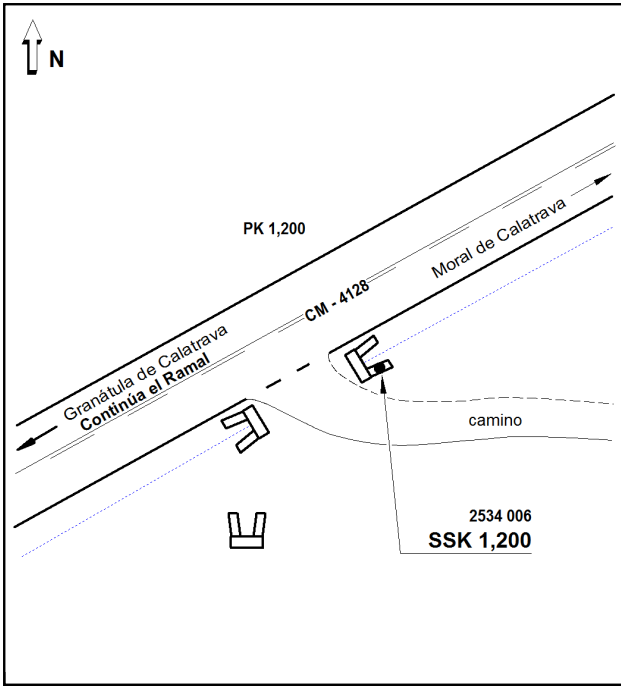 N
PK 1,200
Moral de Calatrava
CM - 4128
Granátula de Calatrava
Continúa el Ramal
camino
2534 006
SSK 1,200